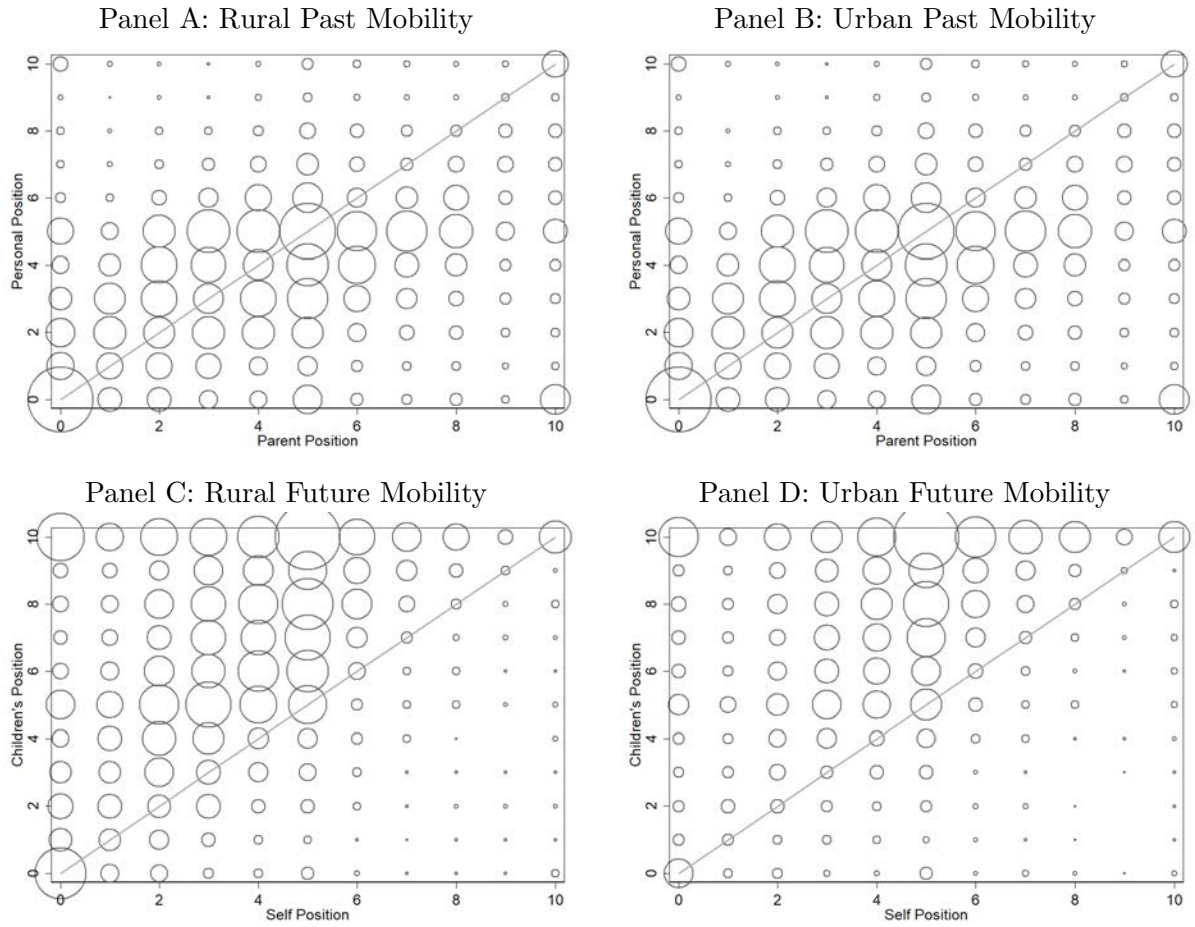 Panel A: Rural Past Mobility
Personal Position
10
8
6
4
2
0
0 2 4 6 8 10
Parent Position
Panel B: Urban Past Mobility
Personal Position
10
8
6
4
2
0
0 2 4 6 8 10
Parent Position
Panel C: Rural Future Mobility
Children's Position
10
8
6
4
2
0
0 2 4 6 8 10
Self Position
Panel D: Urban Future Mobility
Children's Position
10
8
6
4
2
0
0 2 4 6 8 10
Self Position